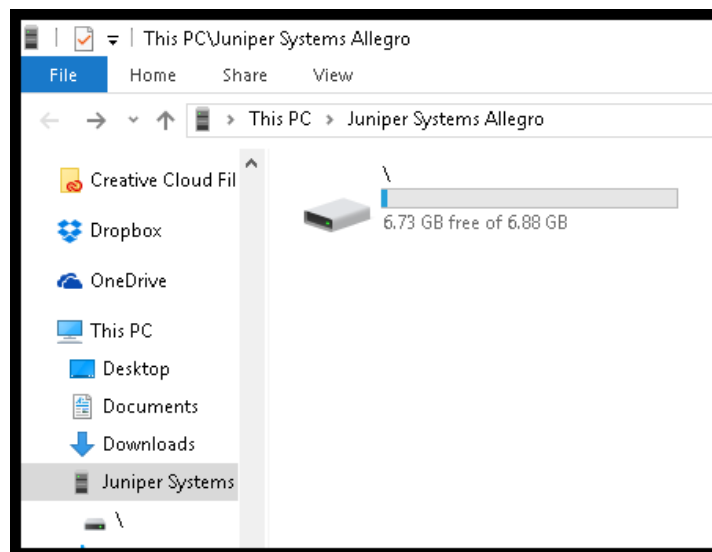 This PC\Juniper Systems Allegro
File Home Share View
This PC › Juniper Systems Allegro
Creative Cloud Fil
Dropbox
OneDrive
This PC
Desktop
Documents
Downloads
Juniper Systems
\
\
6.73 GB free of 6.88 GB